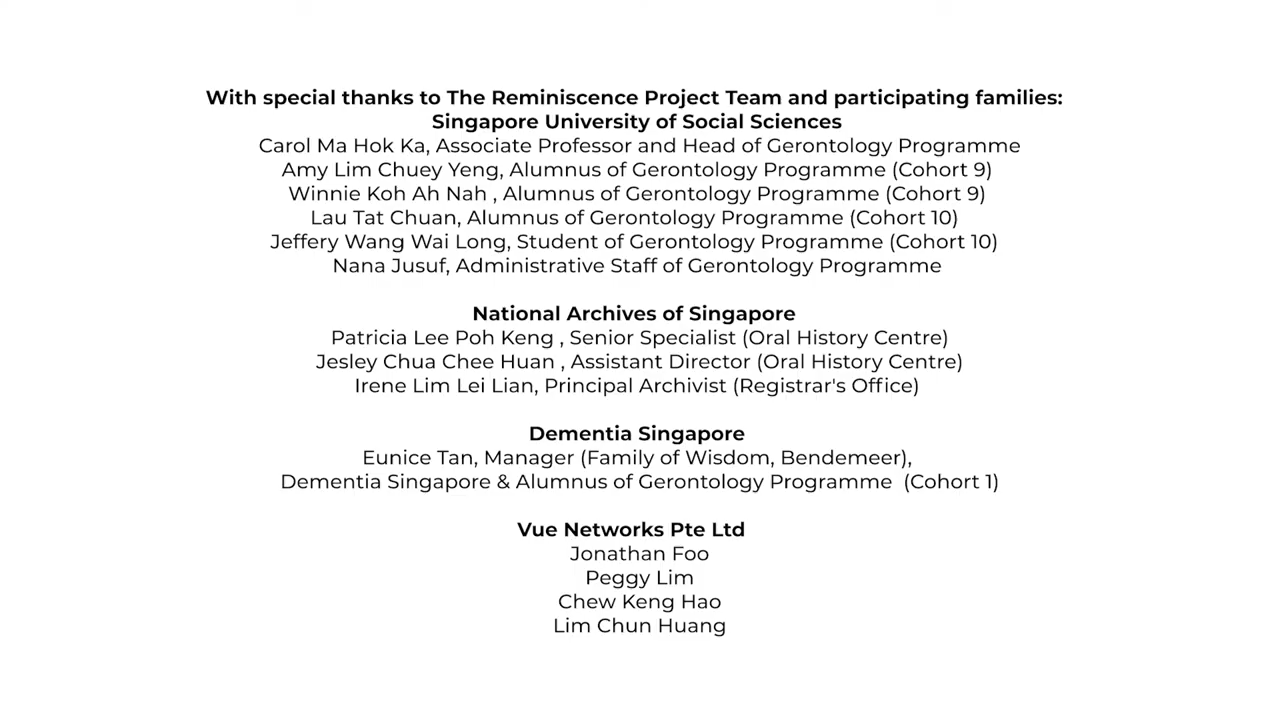 With special thanks to The Reminiscence Project Team and participating families:
Singapore University of Social Sciences
Carol Ma Hok Ka, Associate Professor and Head of Gerontology Programme
Amy Lim Chuey Yeng, Alumnus of Gerontology Programme (Cohort 9)
Winnie Koh Ah Nah , Alumnus of Gerontology Programme (Cohort 9)
Lau Tat Chuan, Alumnus of Gerontology Programme (Cohort 10)
Jeffery Wang Wai Long, Student of Gerontology Programme (Cohort 10)
Nana Jusuf, Administrative Staff of Gerontology Programme
National Archives of Singapore
Patricia Lee Poh Keng , Senior Specialist (Oral History Centre)
Jesley Chua Chee Huan , Assistant Director (Oral History Centre)
Irene Lim Lei Lian, Principal Archivist (Registrar's Office)
Dementia Singapore
Eunice Tan, Manager (Family of Wisdom, Bendemeer),
Dementia Singapore & Alumnus of Gerontology Programme  (Cohort 1)
Vue Networks Pte Ltd
Jonathan Foo
Peggy Lim
Chew Keng Hao
Lim Chun Huang